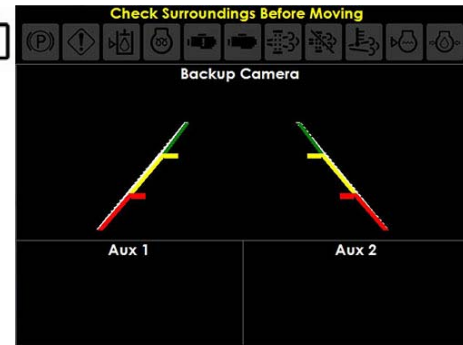 Check Surroundings Before Moving
(P)
Backup Camera
Aux 1
Aux 2